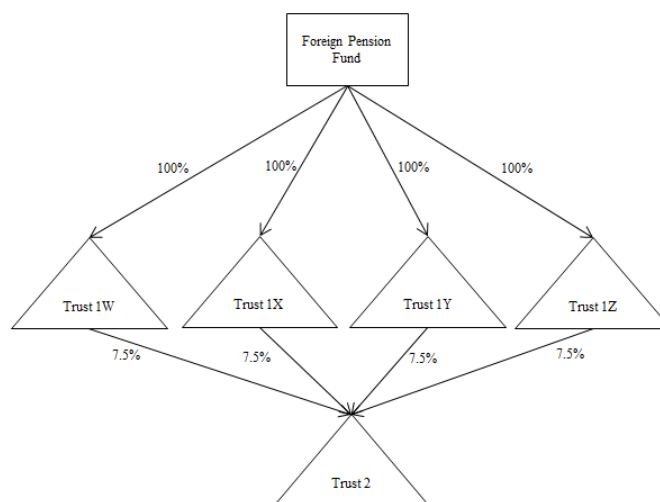 Foreign Pension
Fund
100%
100%
100%
100%
Trust 1W
Trust 1X
Trust 1Y
Trust 1Z
7.5%
7.5%
7.5%
7.5%
Trust 2